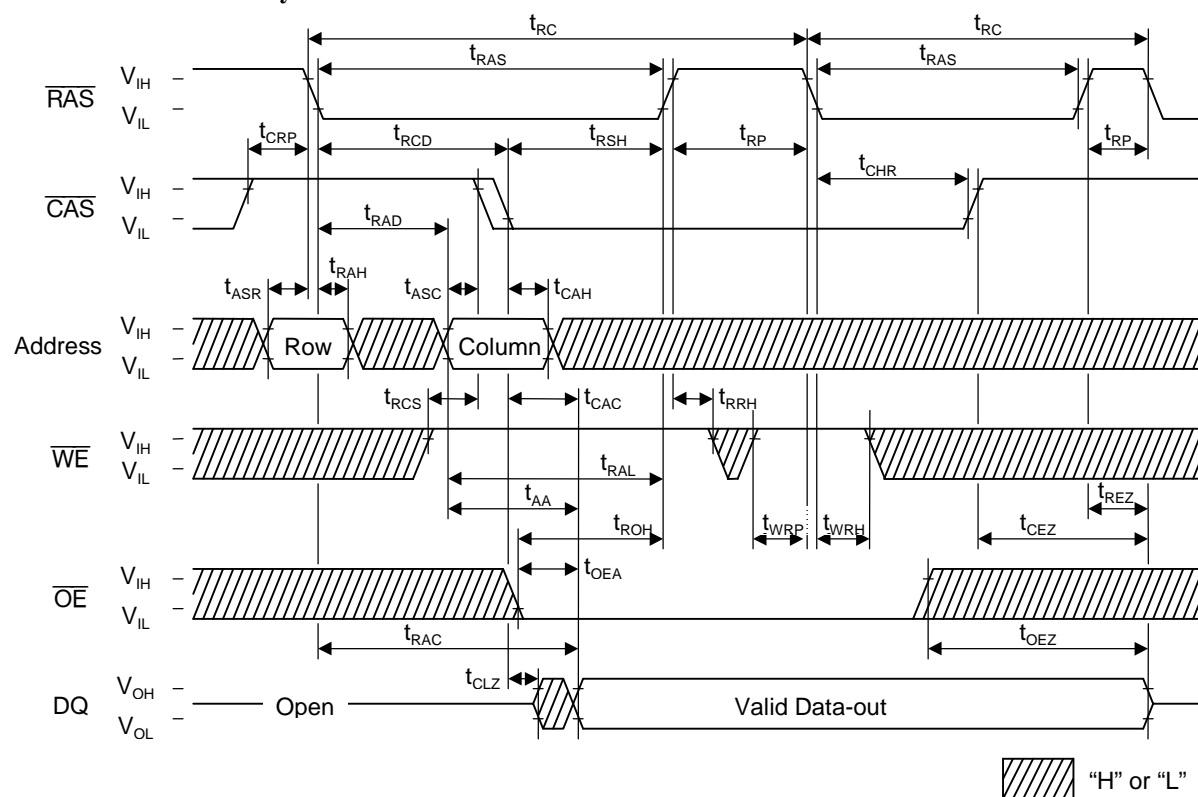 tRC tRC
tRAS tRAS
RAS VIH
VIL
tCRP tRCD tRSH tRP tRP
tCHR
CAS VIH
VIL
tRAD
tRAH
tASR tASC tCAH
Address VIH
VIL
Row Column
tRCS tCAC tRRH
WE VIH
VIL
tRAL
tAA tREZ
tROH tWRP tWRH tCEZ
tOEA
OE VIH
VIL
tRAC tOEZ
tCLZ
DQ VOH
VOL
Open Valid Data-out
“H” or “L”